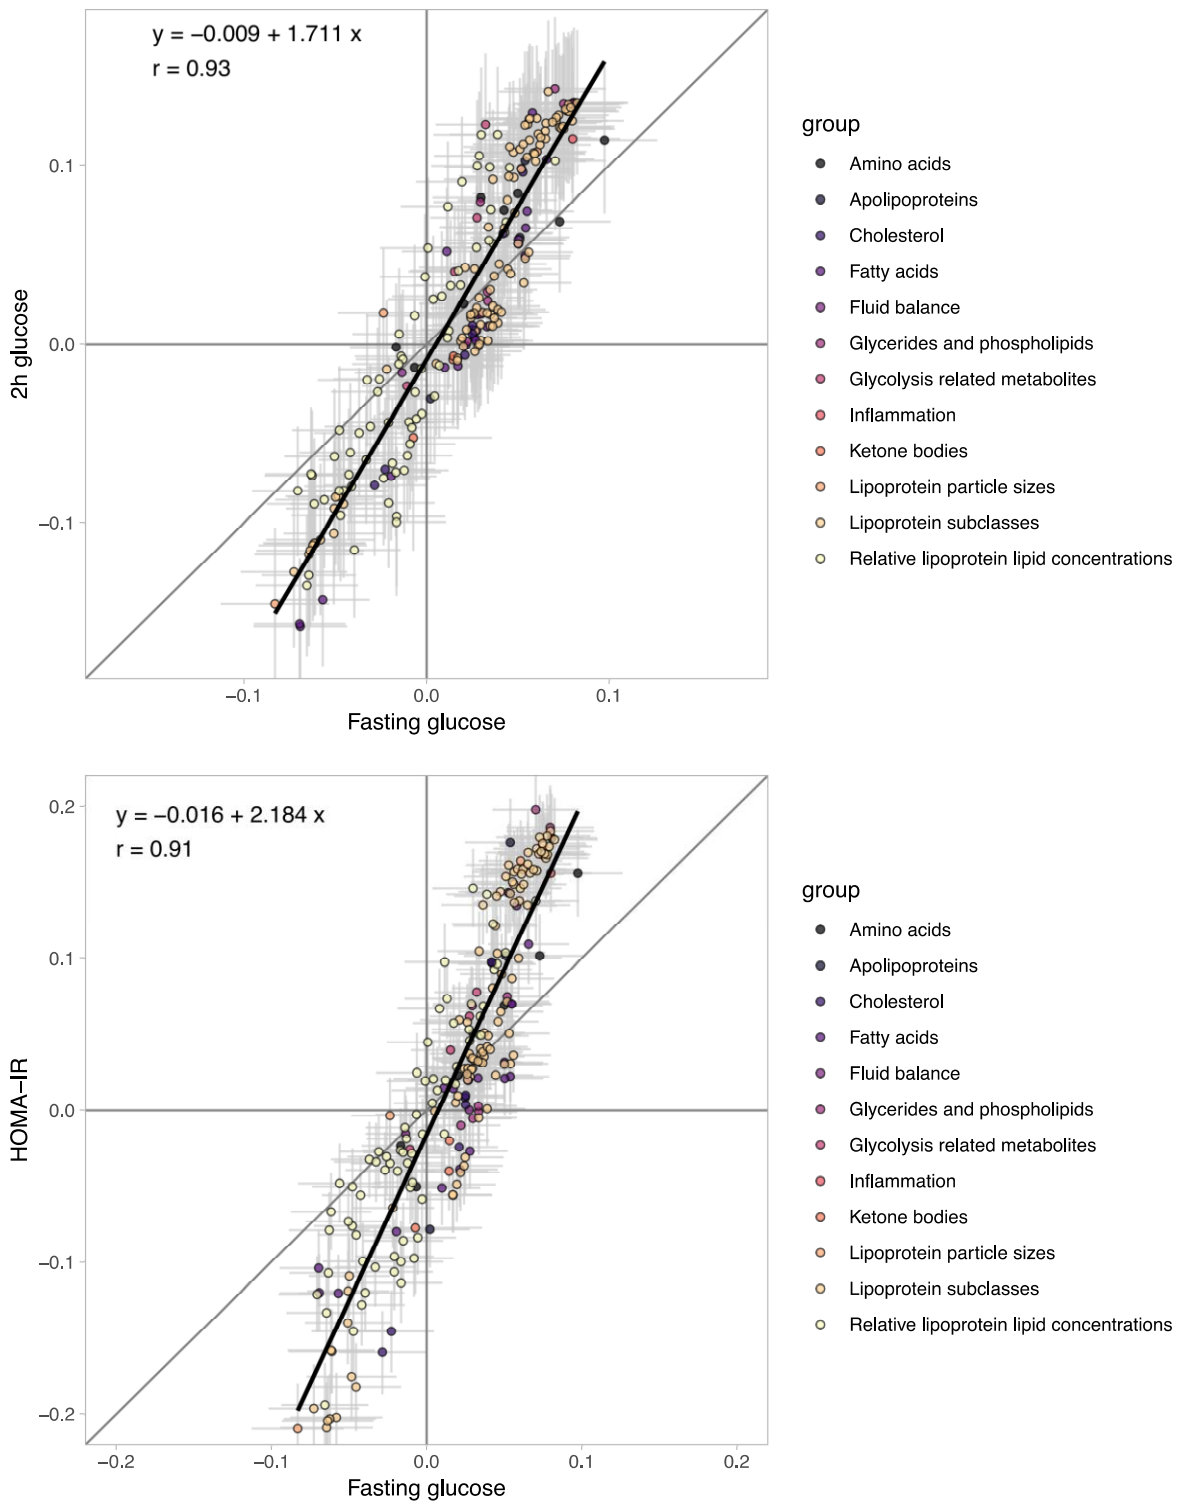 y = −0.009 + 1.711 x
r = 0.93
2h glucose
0.1
0.0
−0.1
−0.1
0.0
0.1
Fasting glucose
group
Amino acids
Apolipoproteins
Cholesterol
Fatty acids
Fluid balance
Glycerides and phospholipids
Glycolysis related metabolites
Inflammation
Ketone bodies
Lipoprotein particle sizes
Lipoprotein subclasses
Relative lipoprotein lipid concentrations
y = −0.016 + 2.184 x
r = 0.91
HOMA−IR
0.2
0.1
0.0
−0.1
−0.2
−0.2
−0.1
0.0
0.1
0.2
Fasting glucose
group
Amino acids
Apolipoproteins
Cholesterol
Fatty acids
Fluid balance
Glycerides and phospholipids
Glycolysis related metabolites
Inflammation
Ketone bodies
Lipoprotein particle sizes
Lipoprotein subclasses
Relative lipoprotein lipid concentrations